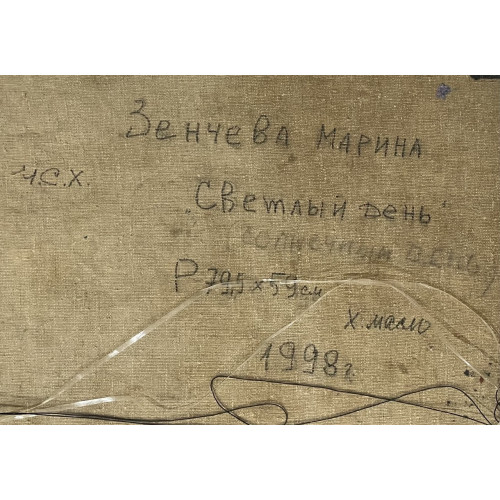 Зенчева Марина
Ч.С.Х.
"Светлый день"
(солнечный день)
Р 79,5 х 59 см
х. масло
1998 г.